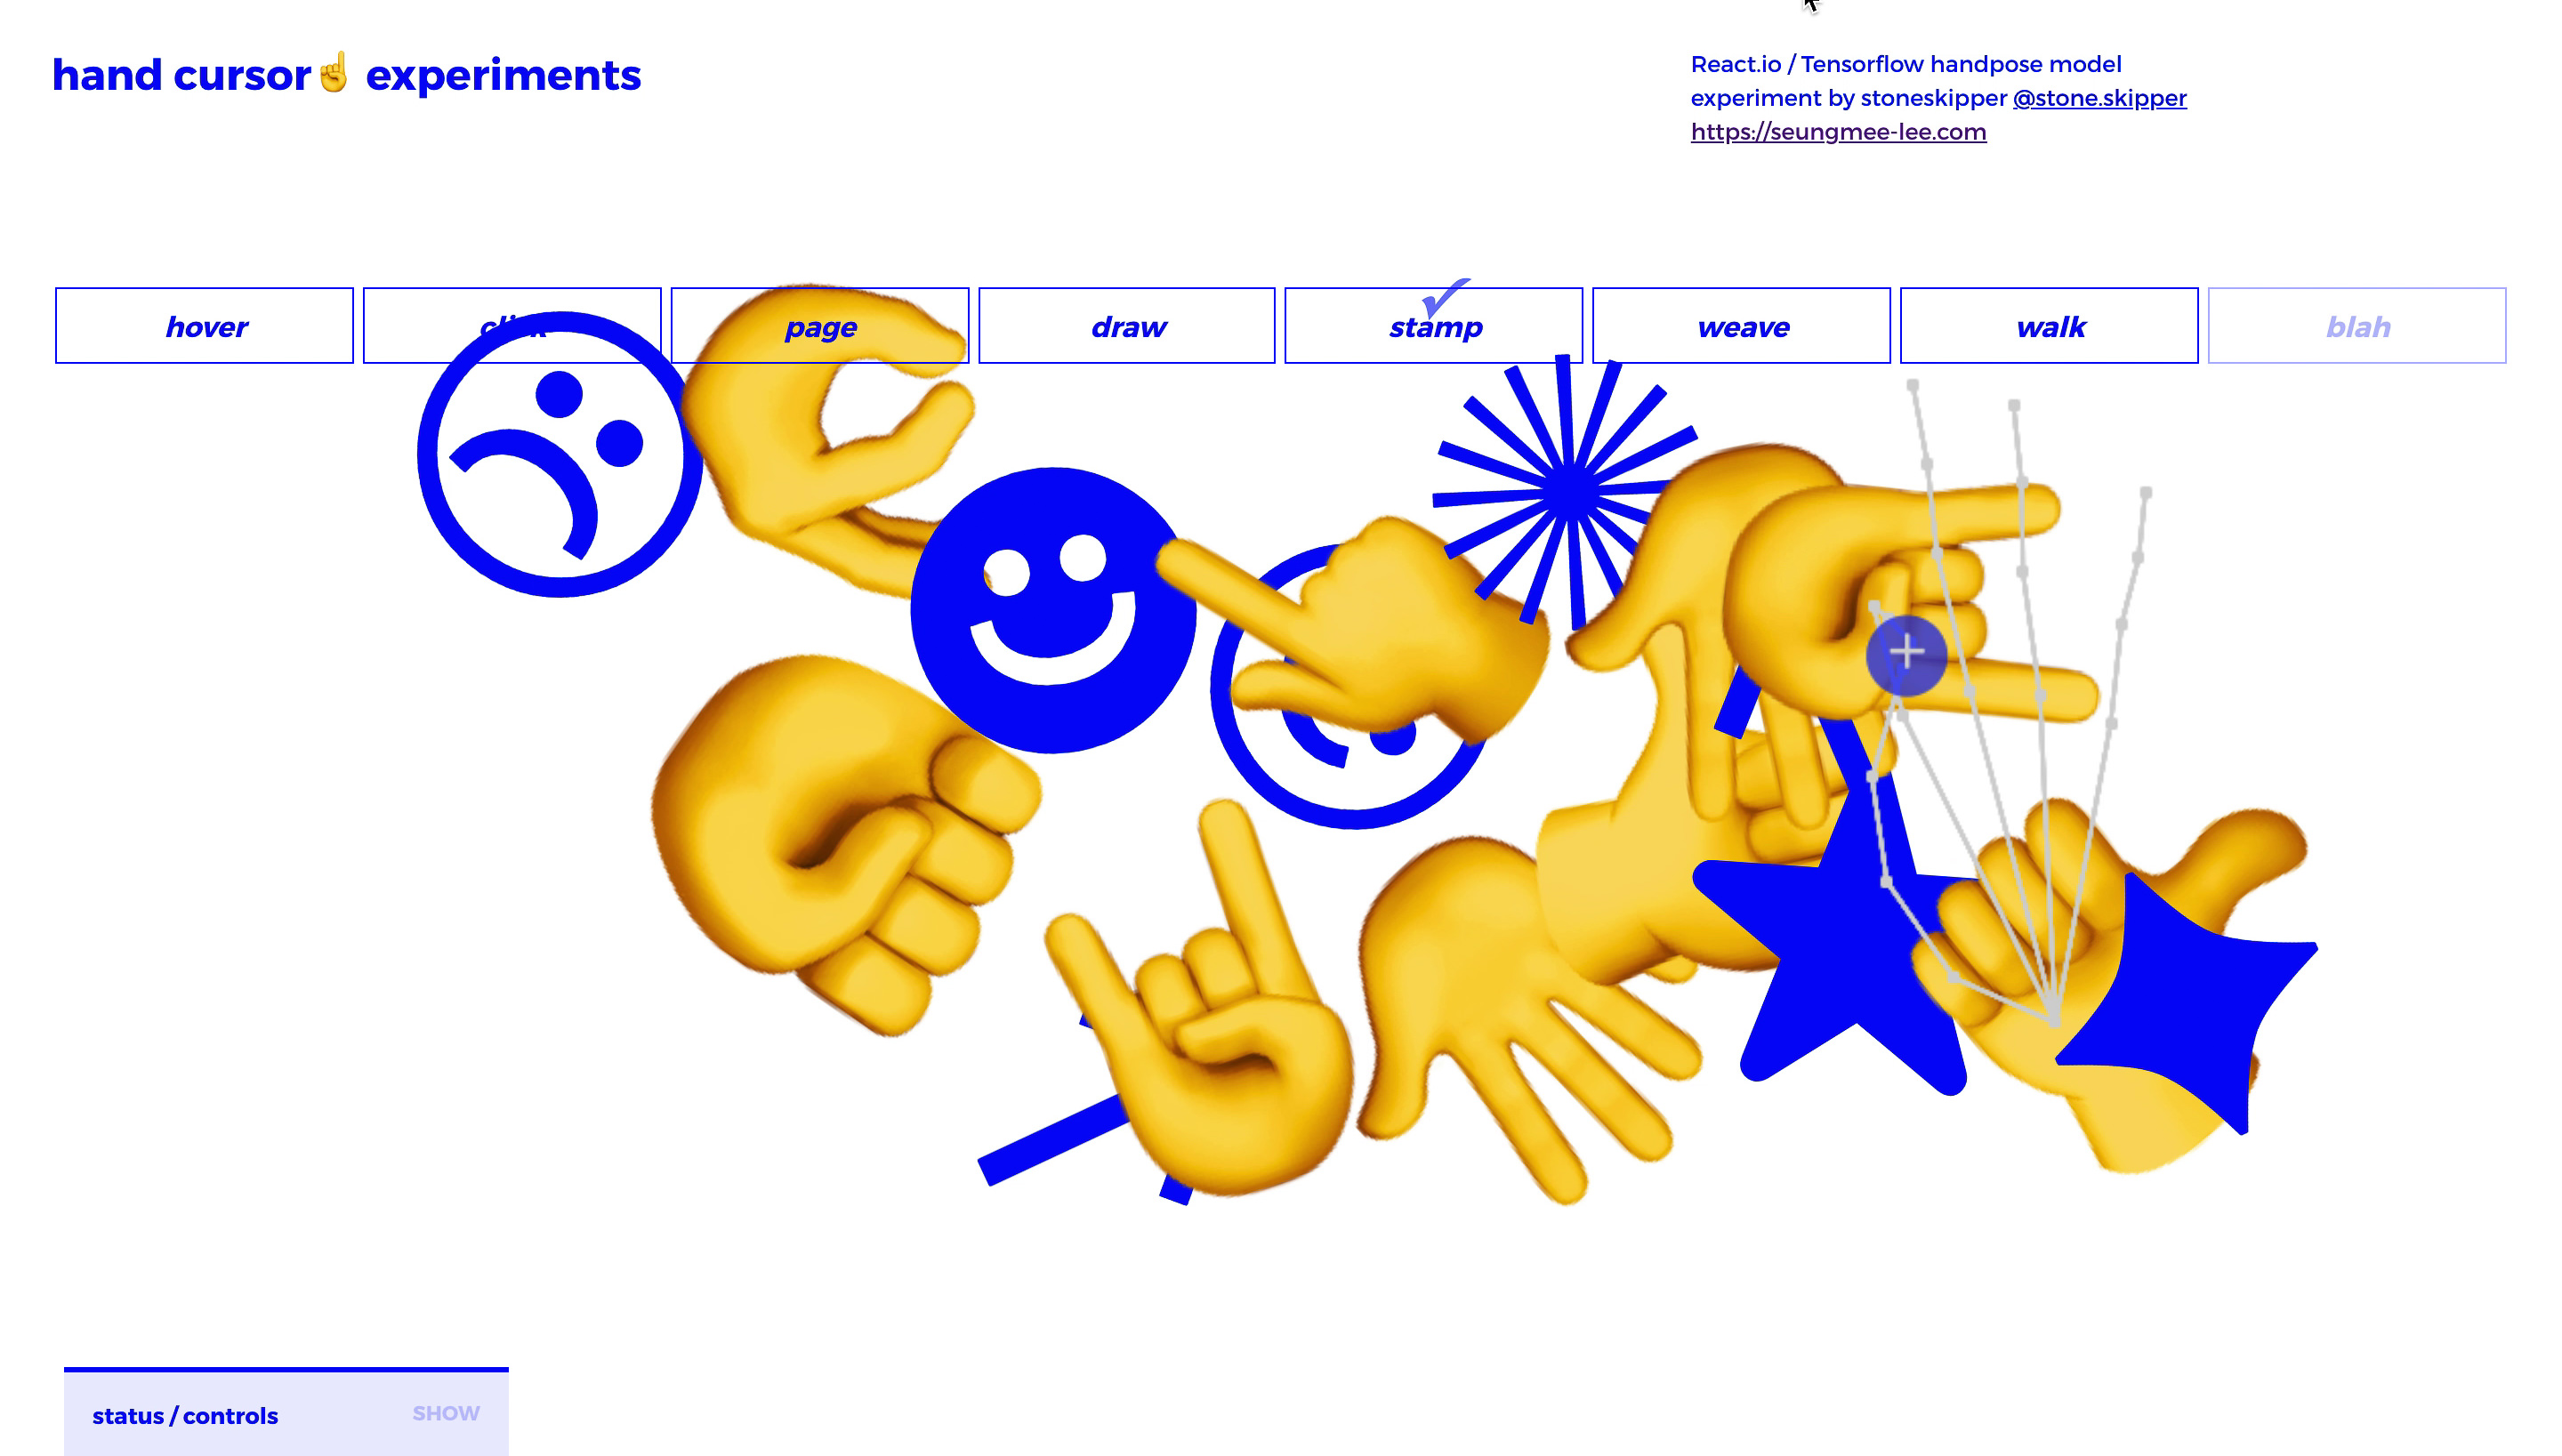 hand cursor☝ experiments
React.io / Tensorflow handpose model
experiment by stoneskipper @stone.skipper
https://seungmee-lee.com
hover
click
page
draw
stamp
weave
walk
blah
status / controls
SHOW